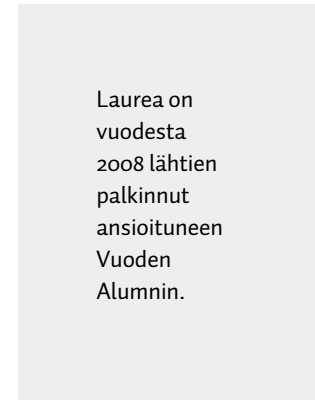 Laurea on
vuodesta
2008 lähtien
palkinnut
ansioituneen
Vuoden
Alumnin.